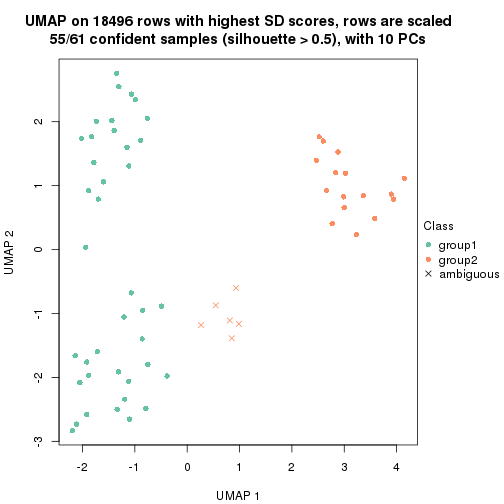 UMAP on 18496 rows with highest SD scores, rows are scaled
55/61 confident samples (silhouette > 0.5), with 10 PCs
Class
group1
group2
ambiguous
UMAP 2
2
1
0
-1
-2
-3
-2
-1
0
1
2
3
4
UMAP 1